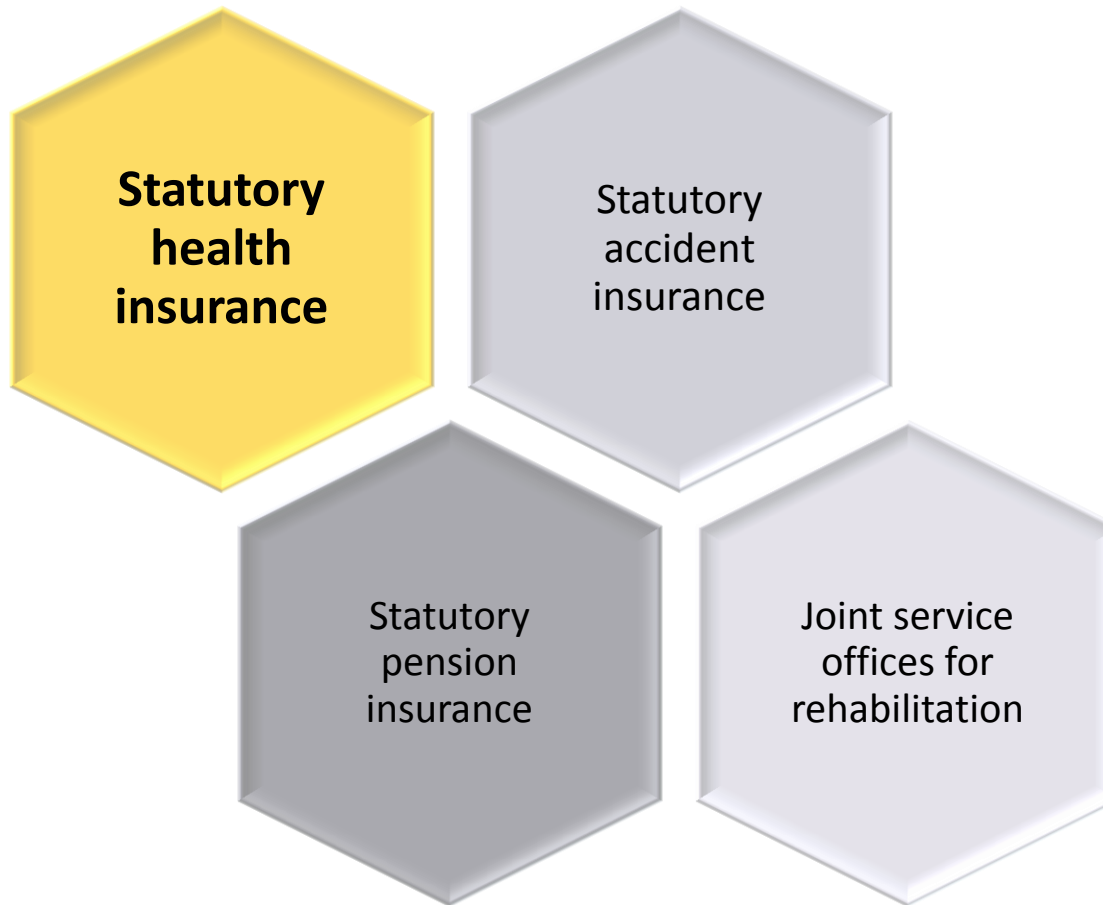 Statutory
health
insurance
Statutory
accident
insurance
Statutory
pension
insurance
Joint service
offices for
rehabilitation